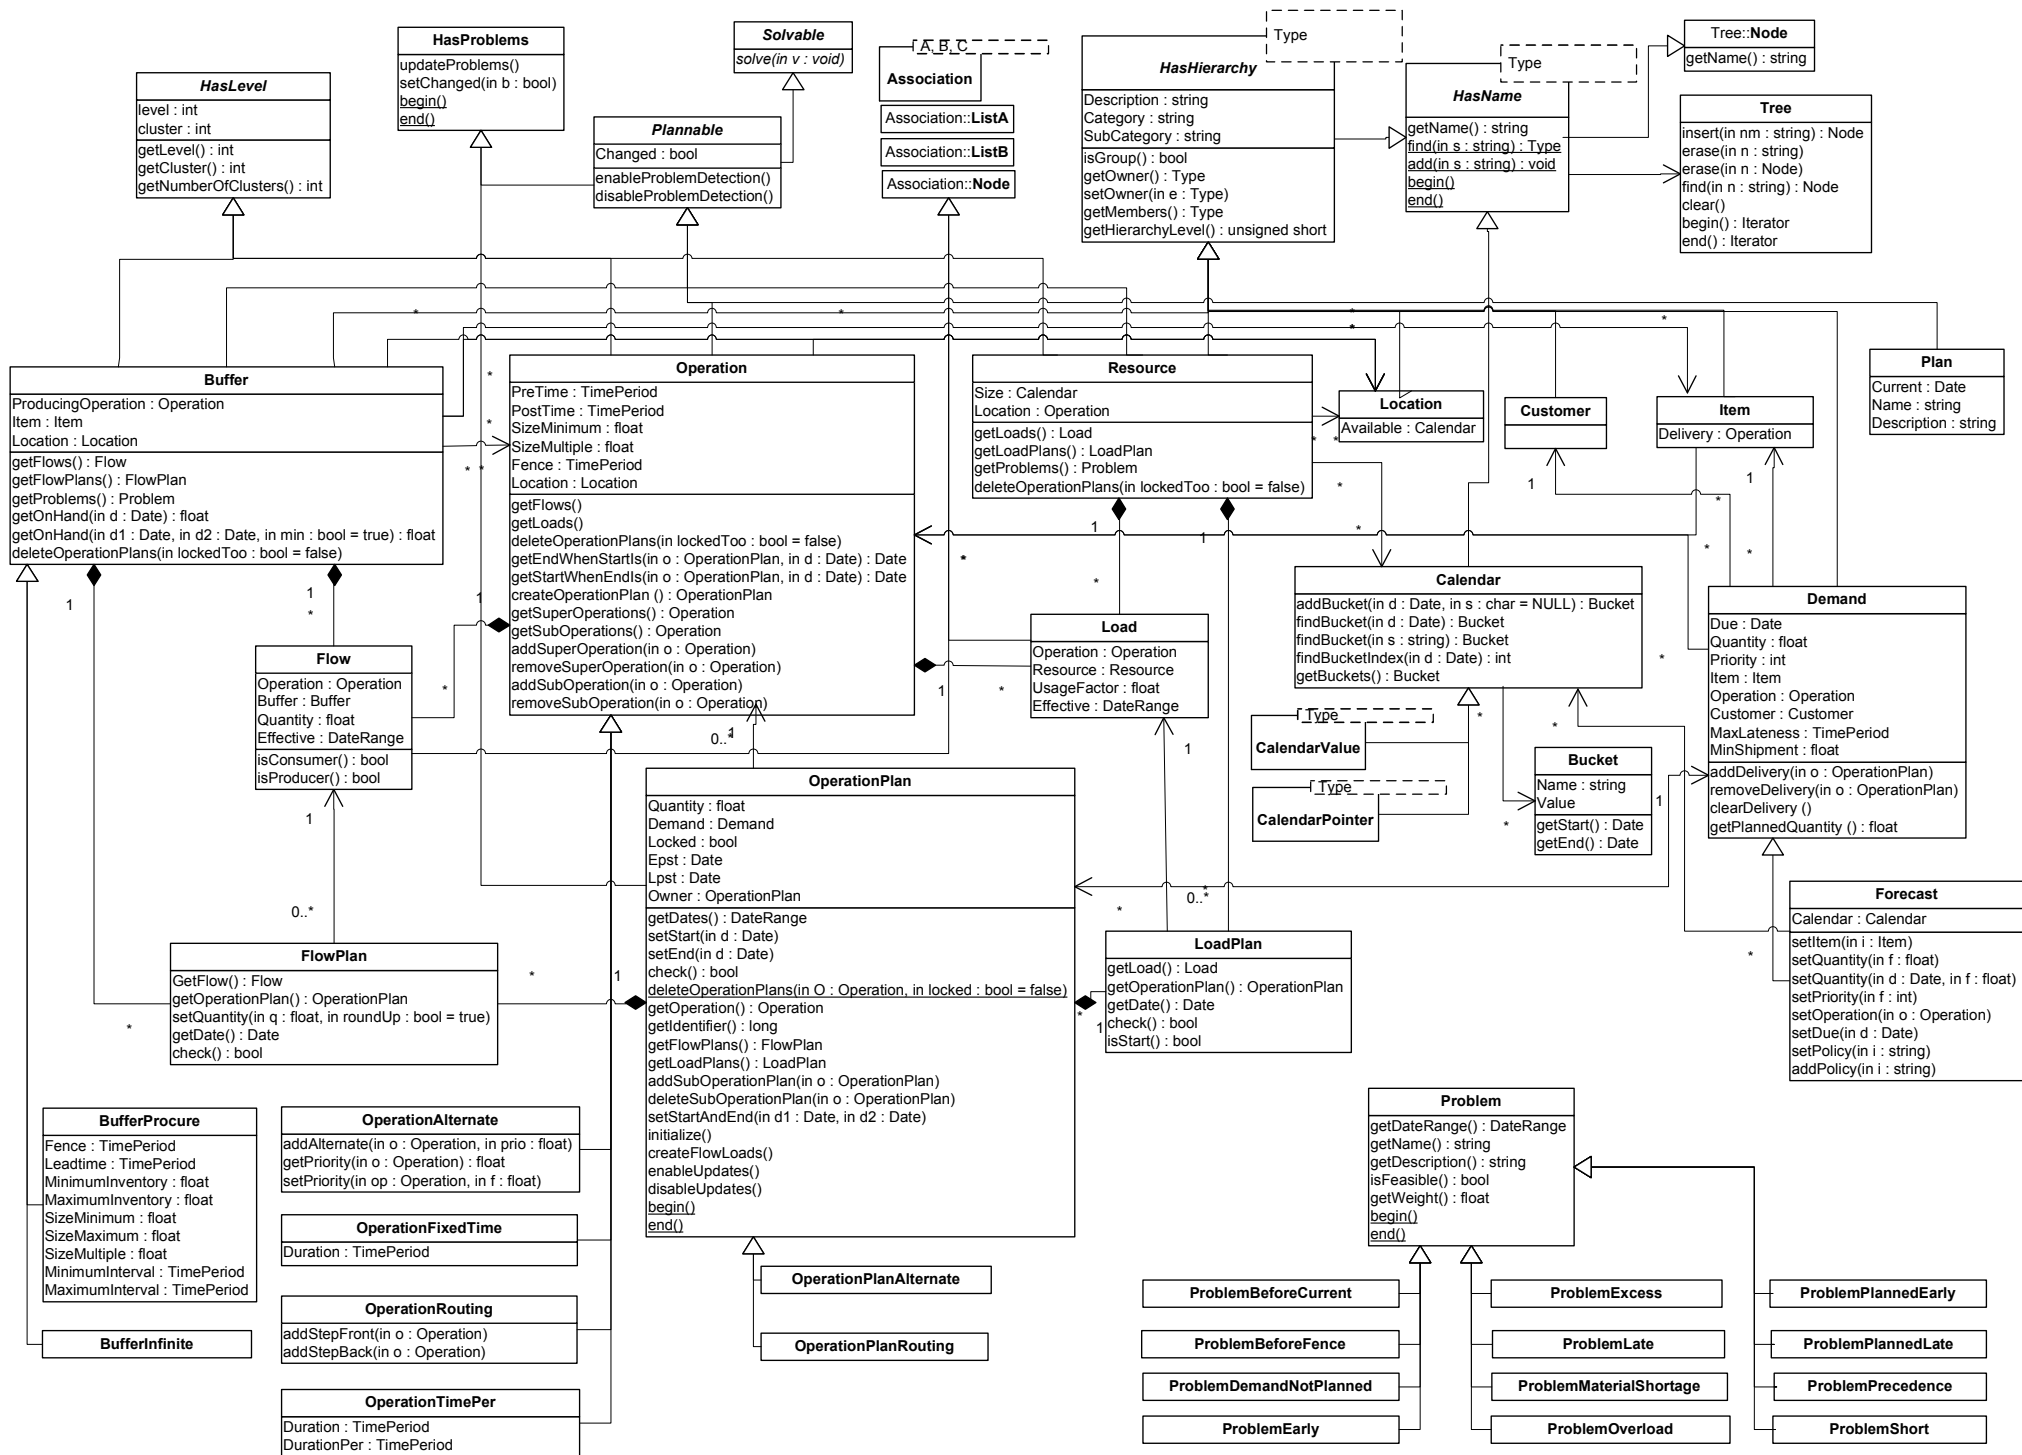 HasLevel
level : int
cluster : int
getLevel() : int
getCluster() : int
getNumberOfClusters() : int
HasProblems
updateProblems()
setChanged(in b : bool)
begin()
end()
Solvable
solve(in v : void)
Plannable
Changed : bool
enableProblemDetection()
disableProblemDetection()
A, B, C
Association
Association::ListA
Association::ListB
Association::Node
Type
HasHierarchy
Description : string
Category : string
SubCategory : string
isGroup() : bool
getOwner() : Type
setOwner(in e : Type)
getMembers() : Type
getHierarchyLevel() : unsigned short
Type
HasName
getName() : string
find(in s : string) : Type
add(in s : string) : void
begin()
end()
Tree::Node
getName() : string
Tree
insert(in nm : string) : Node
erase(in n : string)
erase(in n : Node)
find(in n : string) : Node
clear()
begin() : Iterator
end() : Iterator
Buffer
ProducingOperation : Operation
Item : Item
Location : Location
getFlows() : Flow
getFlowPlans() : FlowPlan
getProblems() : Problem
getOnHand(in d : Date) : float
getOnHand(in d1 : Date, in d2 : Date, in min : bool = true) : float
deleteOperationPlans(in lockedToo : bool = false)
Operation
PreTime : TimePeriod
PostTime : TimePeriod
SizeMinimum : float
SizeMultiple : float
Fence : TimePeriod
Location : Location
getFlows()
getLoads()
deleteOperationPlans(in lockedToo : bool = false)
getEndWhenStartIs(in o : OperationPlan, in d : Date) : Date
getStartWhenEndIs(in o : OperationPlan, in d : Date) : Date
createOperationPlan () : OperationPlan
getSuperOperations() : Operation
getSubOperations() : Operation
addSuperOperation(in o : Operation)
removeSuperOperation(in o : Operation)
addSubOperation(in o : Operation)
removeSubOperation(in o : Operation)
Resource
Size : Calendar
Location : Operation
getLoads() : Load
getLoadPlans() : LoadPlan
getProblems() : Problem
deleteOperationPlans(in lockedToo : bool = false)
Location
Available : Calendar
Customer
Item
Delivery : Operation
Plan
Current : Date
Name : string
Description : string
Flow
Operation : Operation
Buffer : Buffer
Quantity : float
Effective : DateRange
isConsumer() : bool
isProducer() : bool
Load
Operation : Operation
Resource : Resource
UsageFactor : float
Effective : DateRange
Calendar
addBucket(in d : Date, in s : char = NULL) : Bucket
findBucket(in d : Date) : Bucket
findBucket(in s : string) : Bucket
findBucketIndex(in d : Date) : int
getBuckets() : Bucket
Type
CalendarValue
Type
CalendarPointer
Bucket
Name : string
Value
getStart() : Date
getEnd() : Date
Demand
Due : Date
Quantity : float
Priority : int
Item : Item
Operation : Operation
Customer : Customer
MaxLateness : TimePeriod
MinShipment : float
addDelivery(in o : OperationPlan)
removeDelivery(in o : OperationPlan)
clearDelivery ()
getPlannedQuantity () : float
OperationPlan
Quantity : float
Demand : Demand
Locked : bool
Epst : Date
Lpst : Date
Owner : OperationPlan
getDates() : DateRange
setStart(in d : Date)
setEnd(in d : Date)
check() : bool
deleteOperationPlans(in O : Operation, in locked : bool = false)
getOperation() : Operation
getIdentifier() : long
getFlowPlans() : FlowPlan
getLoadPlans() : LoadPlan
addSubOperationPlan(in o : OperationPlan)
deleteSubOperationPlan(in o : OperationPlan)
setStartAndEnd(in d1 : Date, in d2 : Date)
initialize()
createFlowLoads()
enableUpdates()
disableUpdates()
begin()
end()
FlowPlan
GetFlow() : Flow
getOperationPlan() : OperationPlan
setQuantity(in q : float, in roundUp : bool = true)
getDate() : Date
check() : bool
LoadPlan
getLoad() : Load
getOperationPlan() : OperationPlan
getDate() : Date
check() : bool
isStart() : bool
Forecast
Calendar : Calendar
setItem(in i : Item)
setQuantity(in f : float)
setQuantity(in d : Date, in f : float)
setPriority(in f : int)
setOperation(in o : Operation)
setDue(in d : Date)
setPolicy(in i : string)
addPolicy(in i : string)
BufferProcure
Fence : TimePeriod
Leadtime : TimePeriod
MinimumInventory : float
MaximumInventory : float
SizeMinimum : float
SizeMaximum : float
SizeMultiple : float
MinimumInterval : TimePeriod
MaximumInterval : TimePeriod
BufferInfinite
OperationAlternate
addAlternate(in o : Operation, in prio : float)
getPriority(in o : Operation) : float
setPriority(in op : Operation, in f : float)
OperationFixedTime
Duration : TimePeriod
OperationRouting
addStepFront(in o : Operation)
addStepBack(in o : Operation)
OperationTimePer
Duration : TimePeriod
DurationPer : TimePeriod
OperationPlanAlternate
OperationPlanRouting
Problem
getDateRange() : DateRange
getName() : string
getDescription() : string
isFeasible() : bool
getWeight() : float
begin()
end()
ProblemBeforeCurrent
ProblemBeforeFence
ProblemDemandNotPlanned
ProblemEarly
ProblemExcess
ProblemLate
ProblemMaterialShortage
ProblemOverload
ProblemPlannedEarly
ProblemPlannedLate
ProblemPrecedence
ProblemShort
1
1
1
1
1
1
1
1
1
1
1
1
1
1
0..*
0..*
0..*